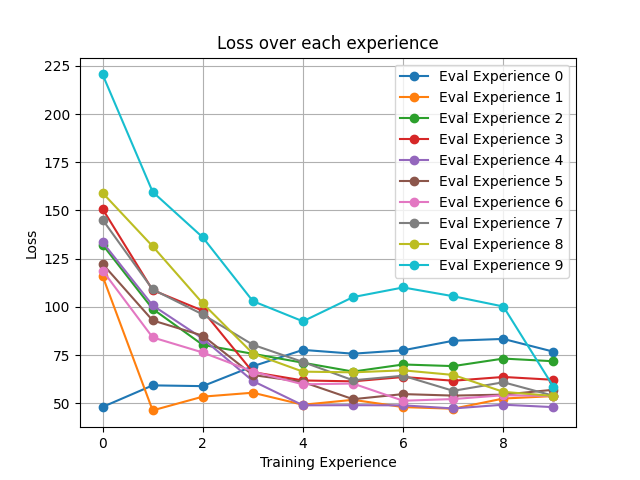 Loss over each experience
225
200
175
150
125
100
75
50
Loss
0
2
4
6
8
Training Experience
Eval Experience 0
Eval Experience 1
Eval Experience 2
Eval Experience 3
Eval Experience 4
Eval Experience 5
Eval Experience 6
Eval Experience 7
Eval Experience 8
Eval Experience 9